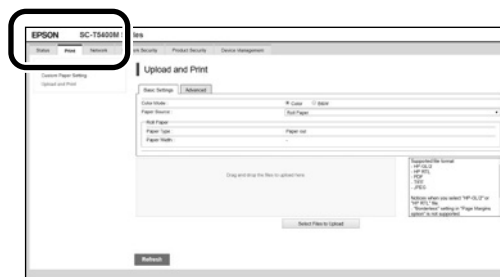 EPSON SC-T5400M
Status Print Network Security Product Security Device Management
Custom Paper Setting
Upload and Print
Upload and Print
Basic Settings Advanced
Color Mode : Color B&W
Paper Source : Roll Paper
Roll Paper
Paper Type : Paper out
Paper Width : -
Drag and drop the files to upload here
Supported file format
- HP-GL/2
- HP RTL
- PDF
- TIFF
- JPEG
Notices when you select "HP-GL/2" or
"HP RTL" file
"Borderless" setting in "Page Margins
option" is not supported.
Select Files to Upload
Refresh